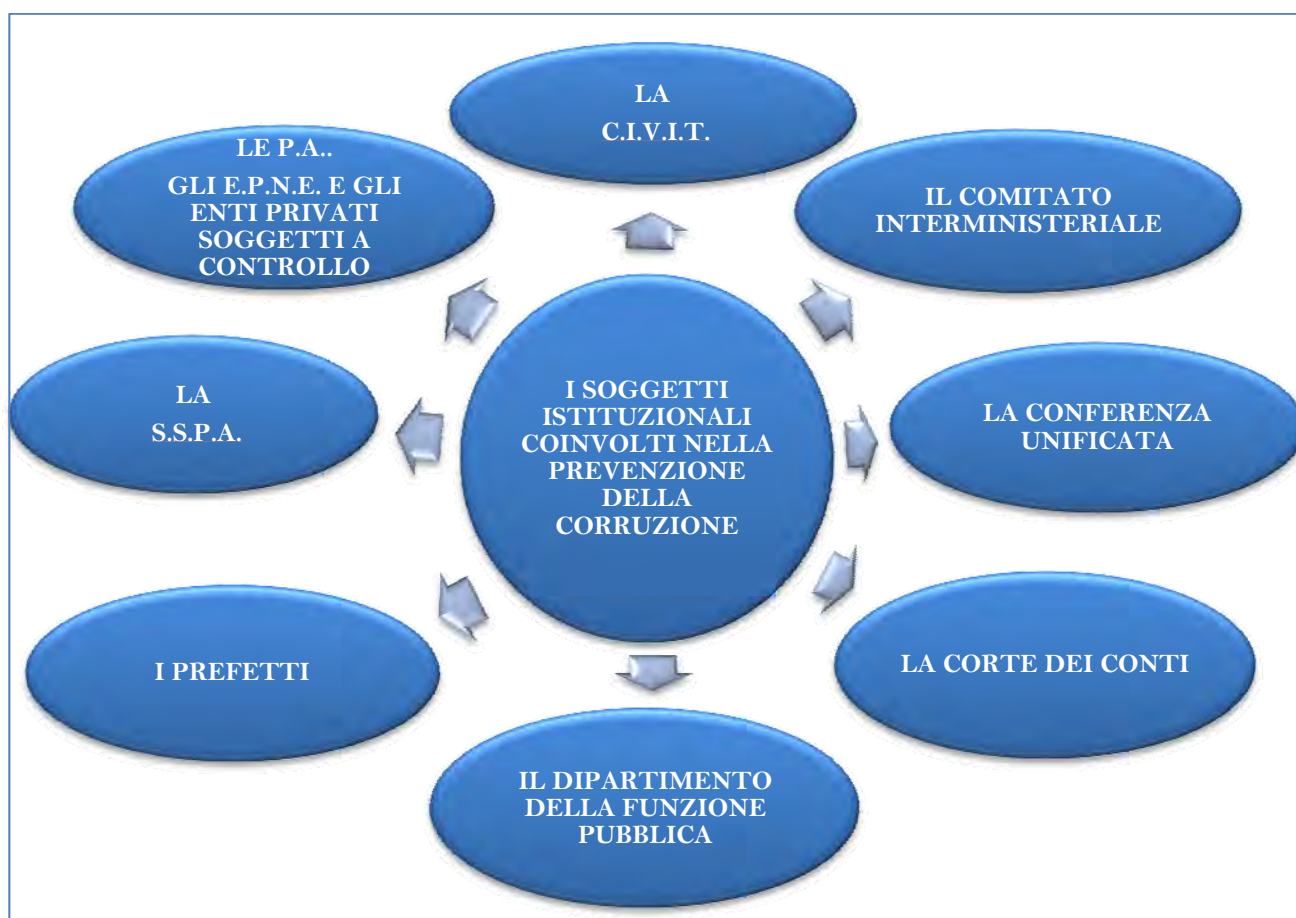 LA
C.I.V.I.T.
LE P.A..
GLI E.P.N.E. E GLI
ENTI PRIVATI
SOGGETTI A
CONTROLLO
IL COMITATO
INTERMINISTERIALE
LA
S.S.P.A.
I SOGGETTI
ISTITUZIONALI
COINVOLTI NELLA
PREVENZIONE
DELLA
CORRUZIONE
LA CONFERENZA
UNIFICATA
I PREFETTI
LA CORTE DEI CONTI
IL DIPARTIMENTO
DELLA FUNZIONE
PUBBLICA